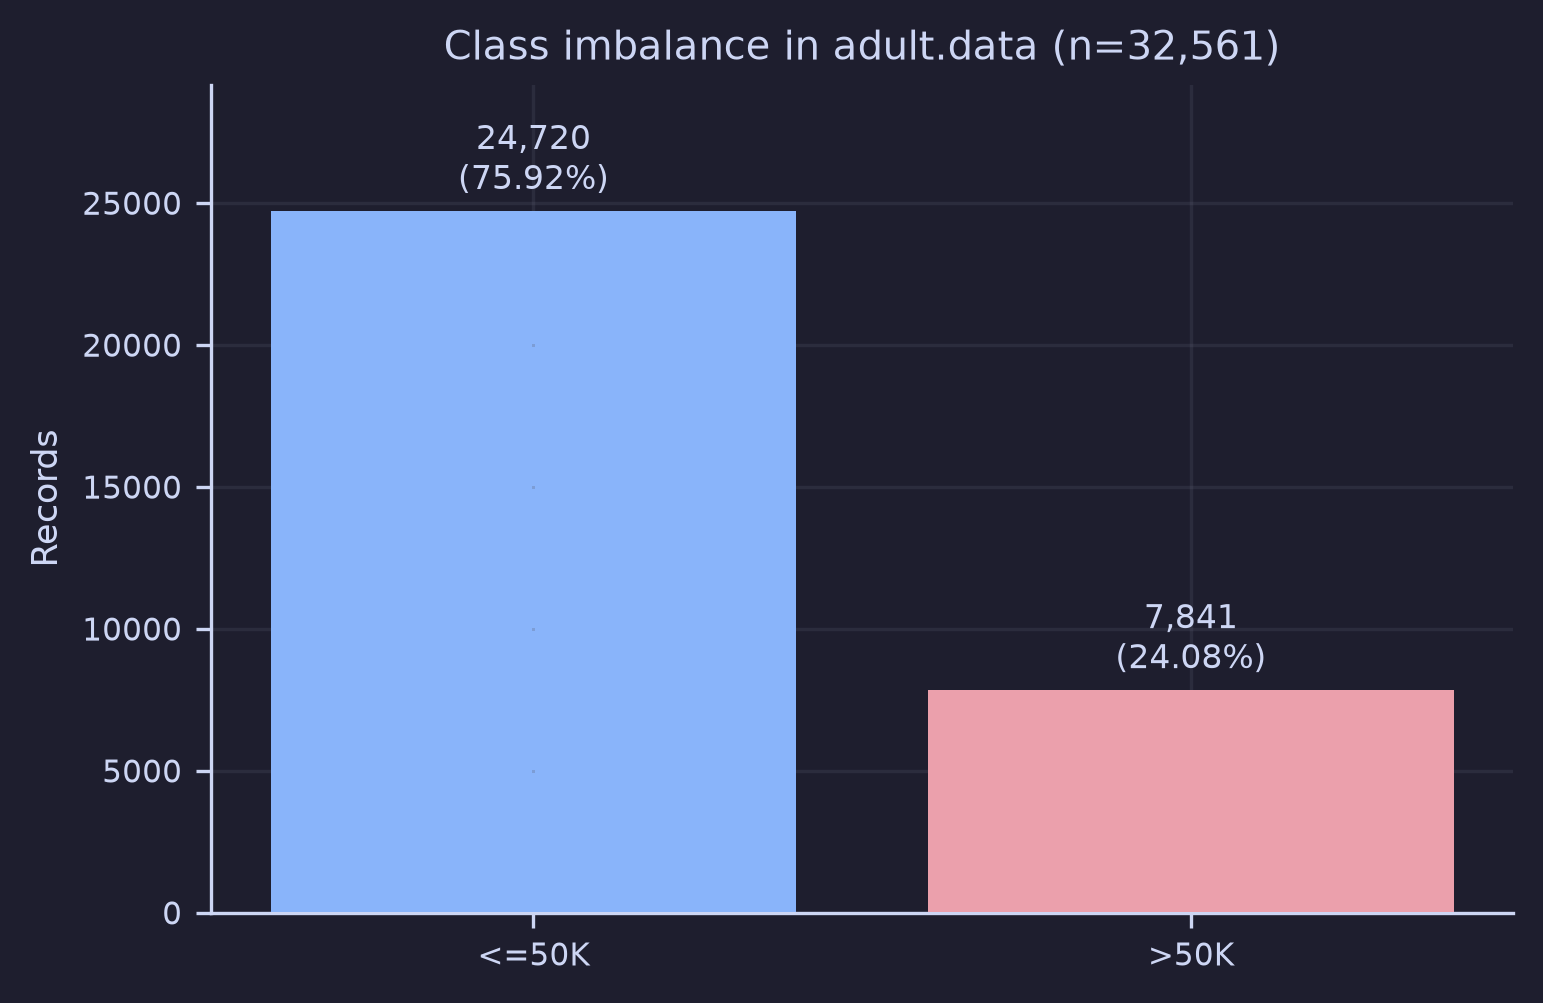 Class imbalance in adult.data (n=32,561)
24,720
(75.92%)
7,841
(24.08%)
Records
25000
20000
15000
10000
5000
0
<=50K
>50K